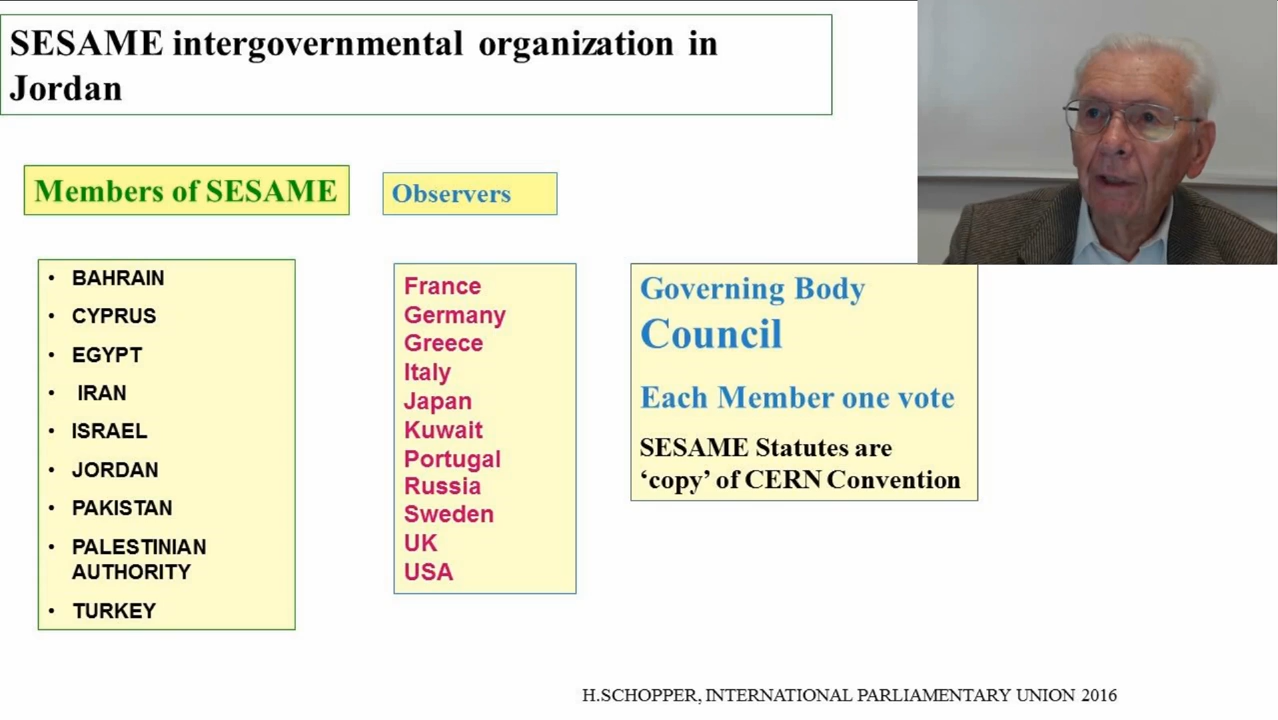 SESAME intergovernmental organization in
Jordan
Members of SESAME
Observers
• BAHRAIN
• CYPRUS
• EGYPT
• IRAN
• ISRAEL
• JORDAN
• PAKISTAN
• PALESTINIAN
AUTHORITY
• TURKEY
France
Germany
Greece
Italy
Japan
Kuwait
Portugal
Russia
Sweden
UK
USA
Governing Body
Council
Each Member one vote
SESAME Statutes are
‘copy’ of CERN Convention
H.SCHOPPER, INTERNATIONAL PARLIAMENTARY UNION 2016